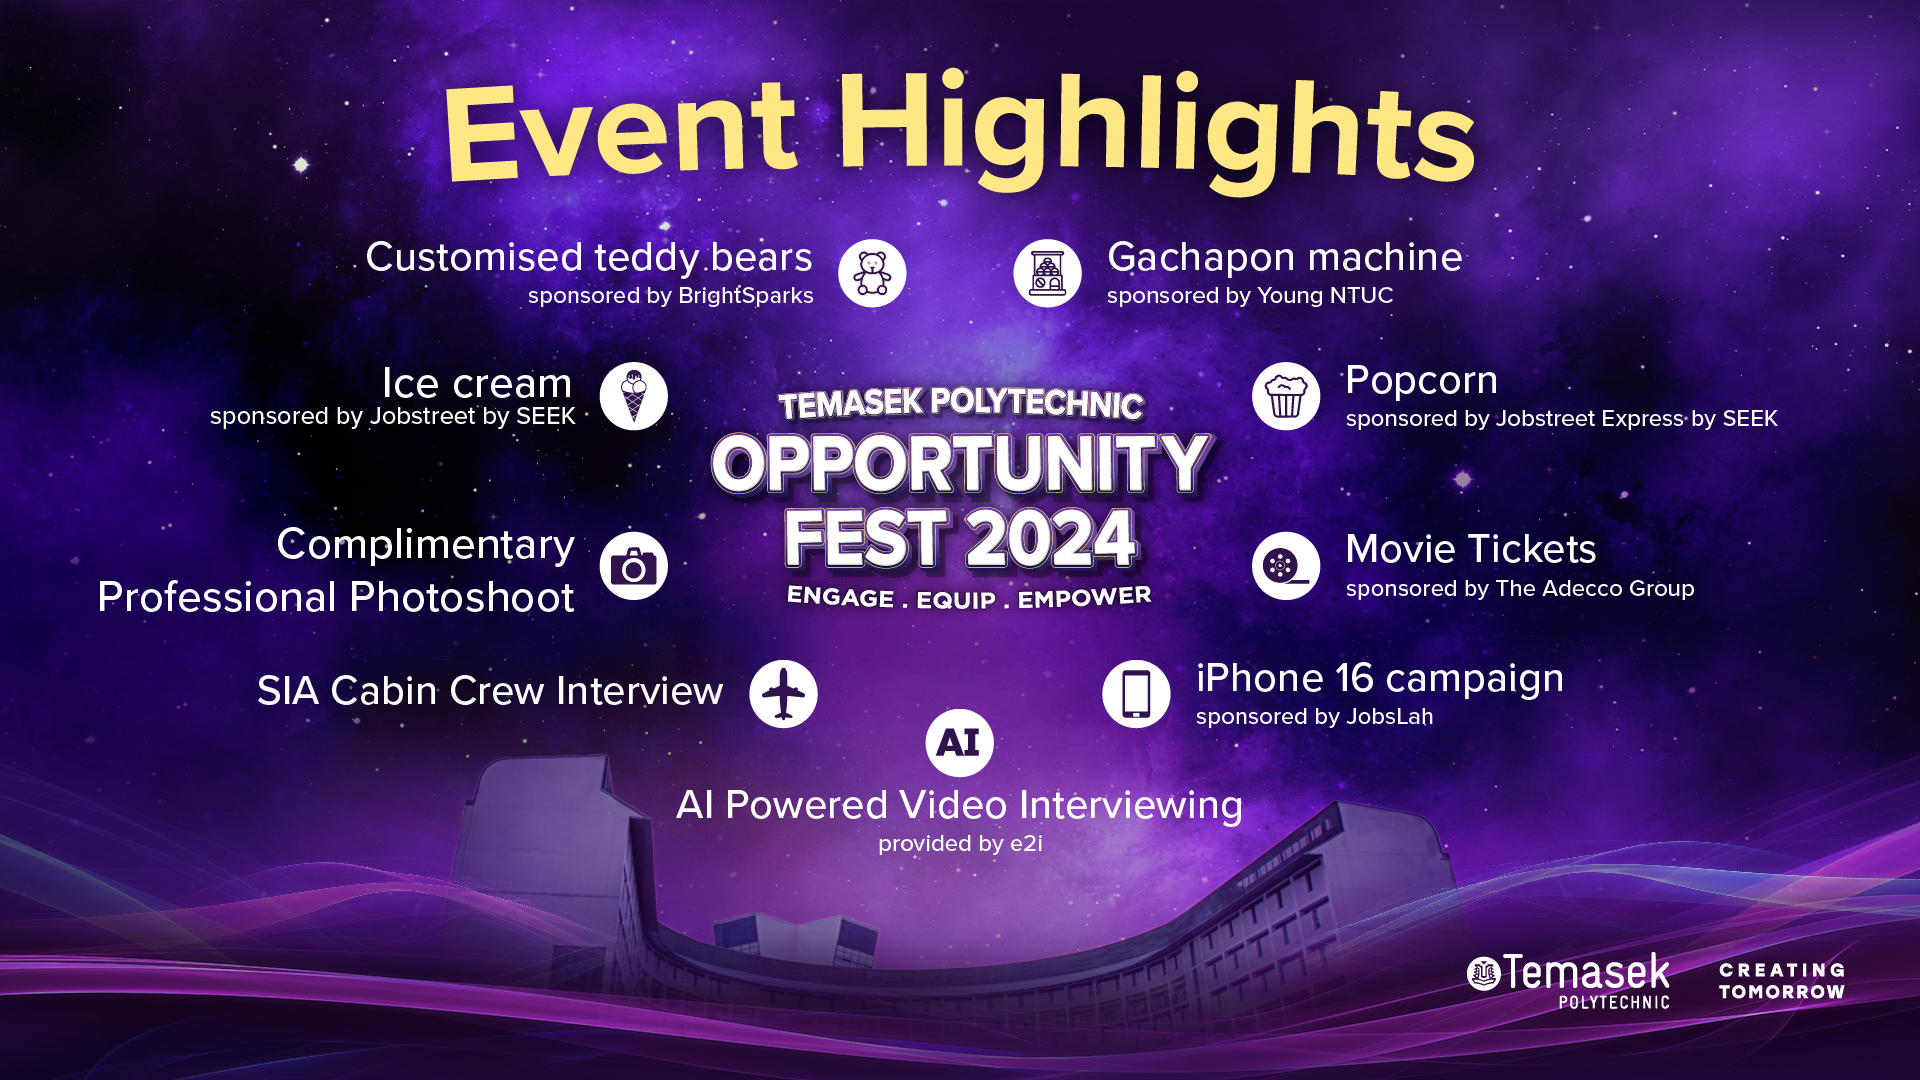 Event Highlights
Customised teddy bears
sponsored by BrightSparks
Gachapon machine
sponsored by Young NTUC
Ice cream
sponsored by Jobstreet by SEEK
Popcorn
sponsored by Jobstreet Express by SEEK
TEMASEK POLYTECHNIC
OPPORTUNITY
FEST 2024
ENGAGE . EQUIP . EMPOWER
Complimentary
Professional Photoshoot
Movie Tickets
sponsored by The Adecco Group
SIA Cabin Crew Interview
iPhone 16 campaign
sponsored by JobsLah
AI
AI Powered Video Interviewing
provided by e2i
Temasek
POLYTECHNIC
CREATING
TOMORROW